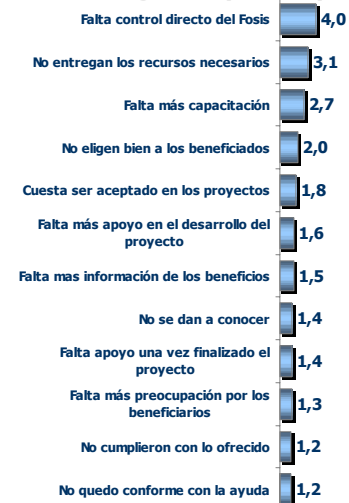 Falta control directo del Fosis 4,0
No entregan los recursos necesarios 3,1
Falta más capacitación 2,7
No eligen bien a los beneficiados 2,0
Cuesta ser aceptado en los proyectos 1,8
Falta más apoyo en el desarrollo del
proyecto 1,6
Falta mas información de los beneficios 1,5
No se dan a conocer 1,4
Falta apoyo una vez finalizado el
proyecto 1,4
Falta más preocupación por los
beneficiarios 1,3
No cumplieron con lo ofrecido 1,2
No quedo conforme con la ayuda 1,2